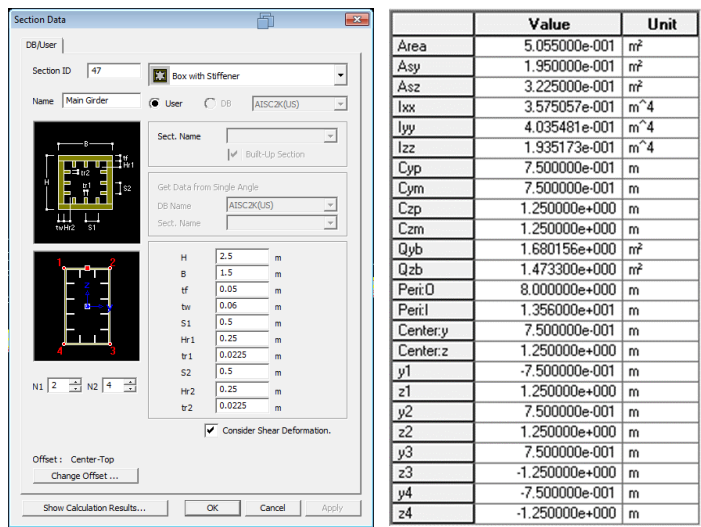 Section Data
DB/User
Section ID 47
Box with Stiffener
Name Main Girder
User DB AISC2K(US)
Sect. Name
Built-Up Section
Get Data from Single Angle
DB Name AISC2K(US)
Sect. Name
B
tf
Hr1
tr2
H
tr1
S2
tw Hr2 S1
1 2
4 3
N1 2 N2 4
H 2.5 m
B 1.5 m
tf 0.05 m
tw 0.06 m
S1 0.5 m
Hr1 0.25 m
tr1 0.0225 m
S2 0.5 m
Hr2 0.25 m
tr2 0.0225 m
Consider Shear Deformation.
Offset : Center-Top
Change Offset ...
Show Calculation Results... OK Cancel Apply
Value Unit
Area 5.055000e-001 m²
Asy 1.950000e-001 m²
Asz 3.225000e-001 m²
Ixx 3.575057e-001 m^4
Iyy 4.035481e-001 m^4
Izz 1.935173e-001 m^4
Cyp 7.500000e-001 m
Cym 7.500000e-001 m
Czp 1.250000e+000 m
Czm 1.250000e+000 m
Qyb 1.680156e+000 m²
Qzb 1.473300e+000 m²
Peri:O 8.000000e+000 m
Peri:I 1.356000e+001 m
Center:y 7.500000e-001 m
Center:z 1.250000e+000 m
y1 -7.500000e-001 m
z1 1.250000e+000 m
y2 7.500000e-001 m
z2 1.250000e+000 m
y3 7.500000e-001 m
z3 -1.250000e+000 m
y4 -7.500000e-001 m
z4 -1.250000e+000 m